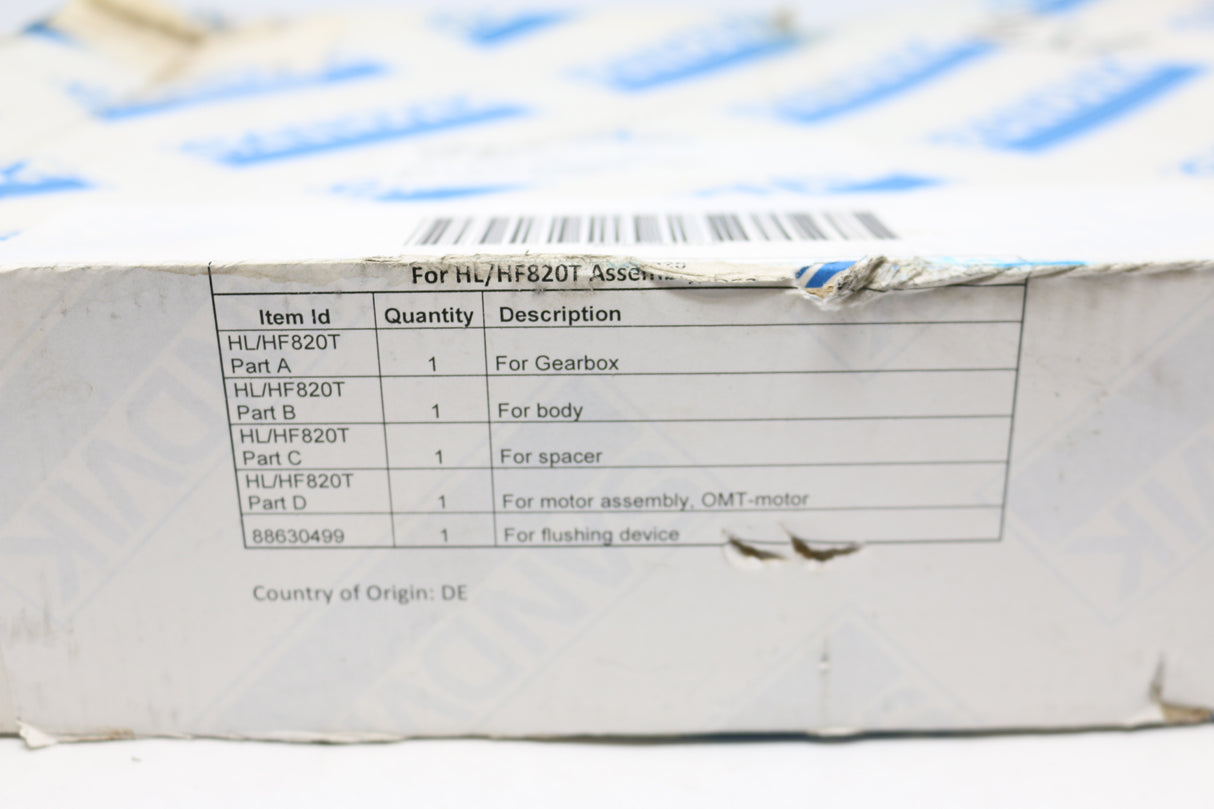 For HL/HF820T
Item Id Quantity Description
HL/HF820T
Part A 1 For Gearbox
HL/HF820T
Part B 1 For body
HL/HF820T
Part C 1 For spacer
HL/HF820T
Part D 1 For motor assembly, OMT-motor
88630499 1 For flushing device
Country of Origin: DE